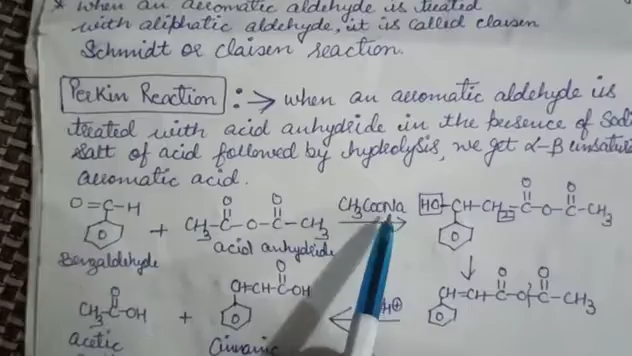 * when an aromatic aldehyde is treated
with aliphatic aldehyde, it is called claisen
Schmidt or claisen reaction.
Perkin Reaction :→ when an aromatic aldehyde is
treated with acid anhydride in the presence of Sodi
salt of acid followed by hydrolysis, we get α-β unsatura
aromatic acid.
O=C-H + CH3-C-O-C-CH3 CH3COONa HO-CH-CH2-C-O-C-CH3
O O O O
Benzaldehyde acid anhydride
CH=CH-C-O-C-CH3
O O
CH3-C-OH + CH=CH-C-OH H⊕
O O
acetic Cinnamic